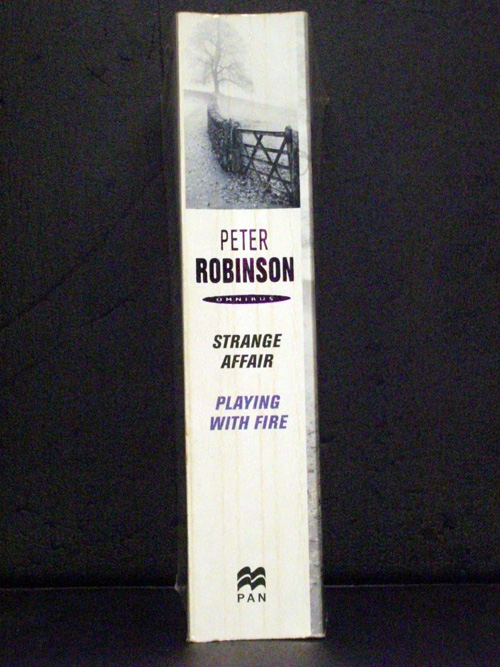 PETER
ROBINSON
OMNIBUS
STRANGE
AFFAIR
PLAYING
WITH FIRE
PAN